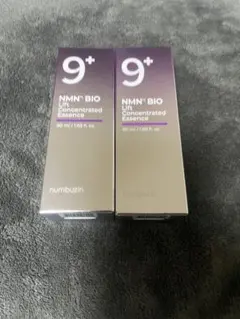 9+
NMN⁺ BIO
Lift
Concentrated
Essence
numbuzin
9+
NMN⁺ BIO
Lift
Concentrated
Essence